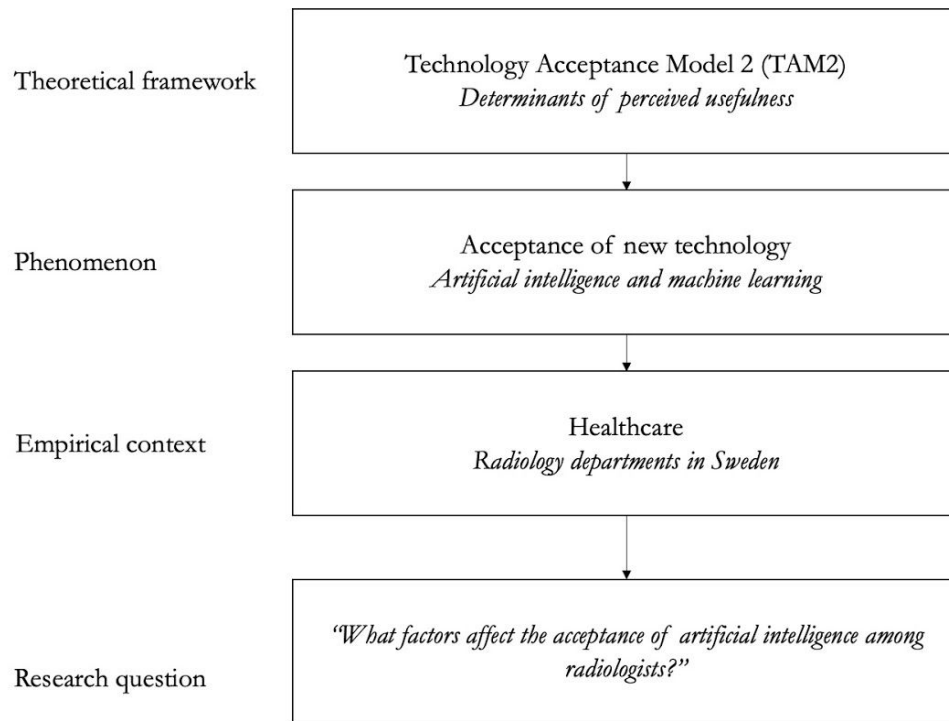 Theoretical framework
Technology Acceptance Model 2 (TAM2)
Determinants of perceived usefulness
Phenomenon
Acceptance of new technology
Artificial intelligence and machine learning
Empirical context
Healthcare
Radiology departments in Sweden
Research question
“What factors affect the acceptance of artificial intelligence among
radiologists?”